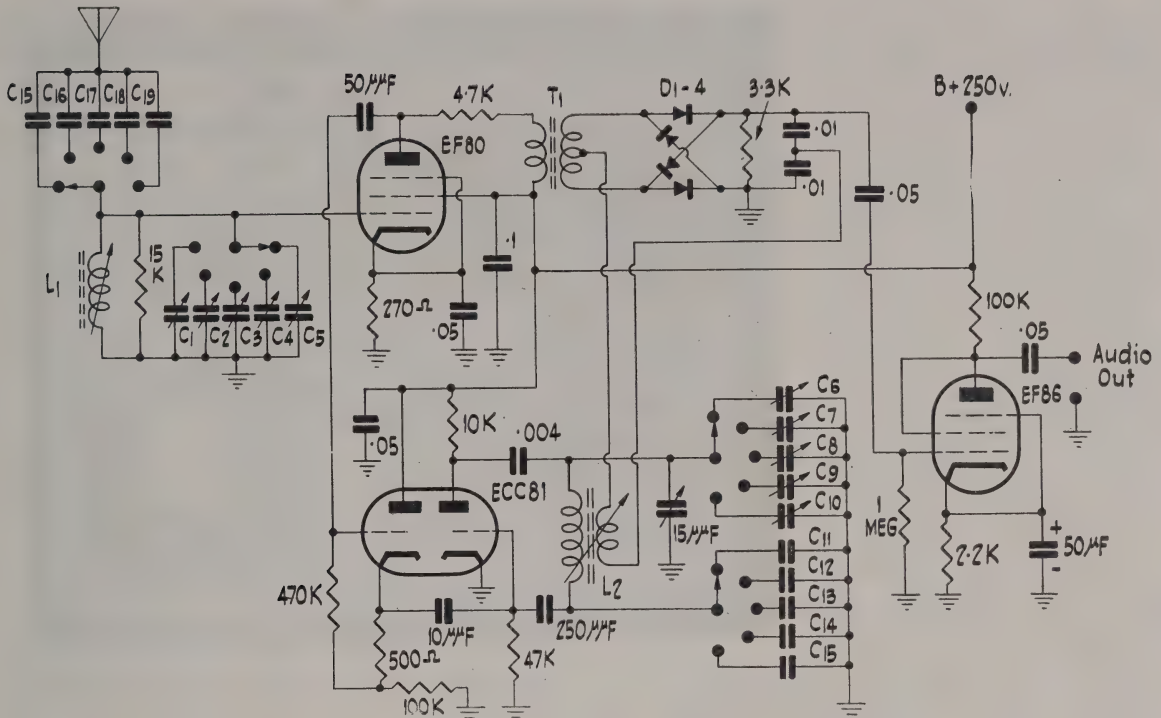 C15
C16
C17
C18
C19
50μμF
4.7K
T1
D1-4
3.3K
B+250v.
EF80
.01
.01
.05
L1
15
K
C1
C2
C3
C4
C5
270Ω
.05
.1
100K
.05
Audio
Out
EF86
.05
10K
.004
ECC81
C6
C7
C8
C9
C10
15μμF
1
MEG
2.2K
+
50μF
-
C11
C12
C13
C14
C15
L2
470K
10μμF
250μμF
500Ω
47K
100K